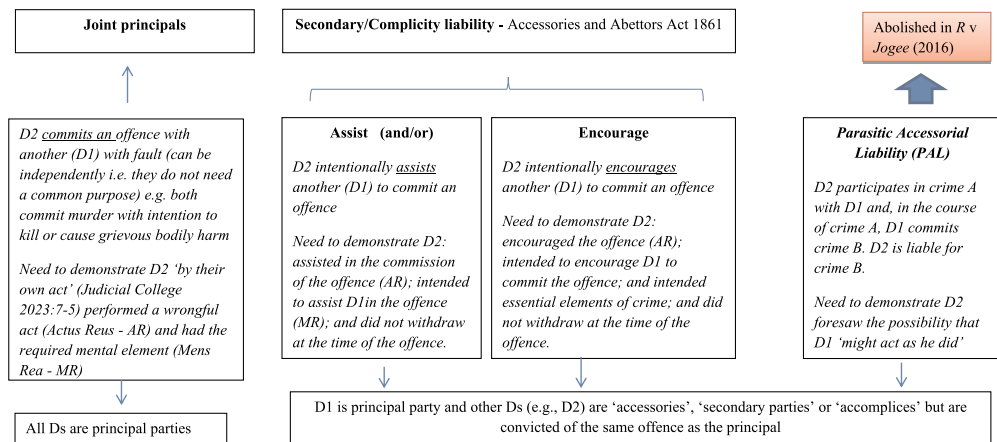 Joint principals
Secondary/Complicity liability - Accessories and Abettors Act 1861
Abolished in R v
Jogee (2016)
D2 commits an offence with
another (D1) with fault (can be
independently i.e. they do not need
a common purpose) e.g. both
commit murder with intention to
kill or cause grievous bodily harm
Need to demonstrate D2 ‘by their
own act’ (Judicial College
2023:7-5) performed a wrongful
act (Actus Reus - AR) and had the
required mental element (Mens
Rea - MR)
All Ds are principal parties
Assist (and/or)
D2 intentionally assists
another (D1) to commit an
offence
Need to demonstrate D2:
assisted in the commission
of the offence (AR); intended
to assist D1in the offence
(MR); and did not withdraw
at the time of the offence.
Encourage
D2 intentionally encourages
another (D1) to commit an offence
Need to demonstrate D2:
encouraged the offence (AR);
intended to encourage D1 to
commit the offence; and intended
essential elements of crime; and did
not withdraw at the time of the
offence.
Parasitic Accessorial
Liability (PAL)
D2 participates in crime A
with D1 and, in the course
of crime A, D1 commits
crime B. D2 is liable for
crime B.
Need to demonstrate D2
foresaw the possibility that
D1 ‘might act as he did’
D1 is principal party and other Ds (e.g., D2) are ‘accessories’, ‘secondary parties’ or ‘accomplices’ but are
convicted of the same offence as the principal